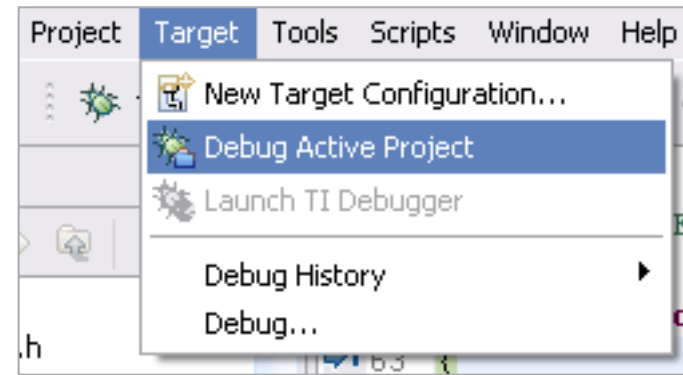 Project Target Tools Scripts Window Help
New Target Configuration...
Debug Active Project
Launch TI Debugger
Debug History
Debug...
.h
63 {